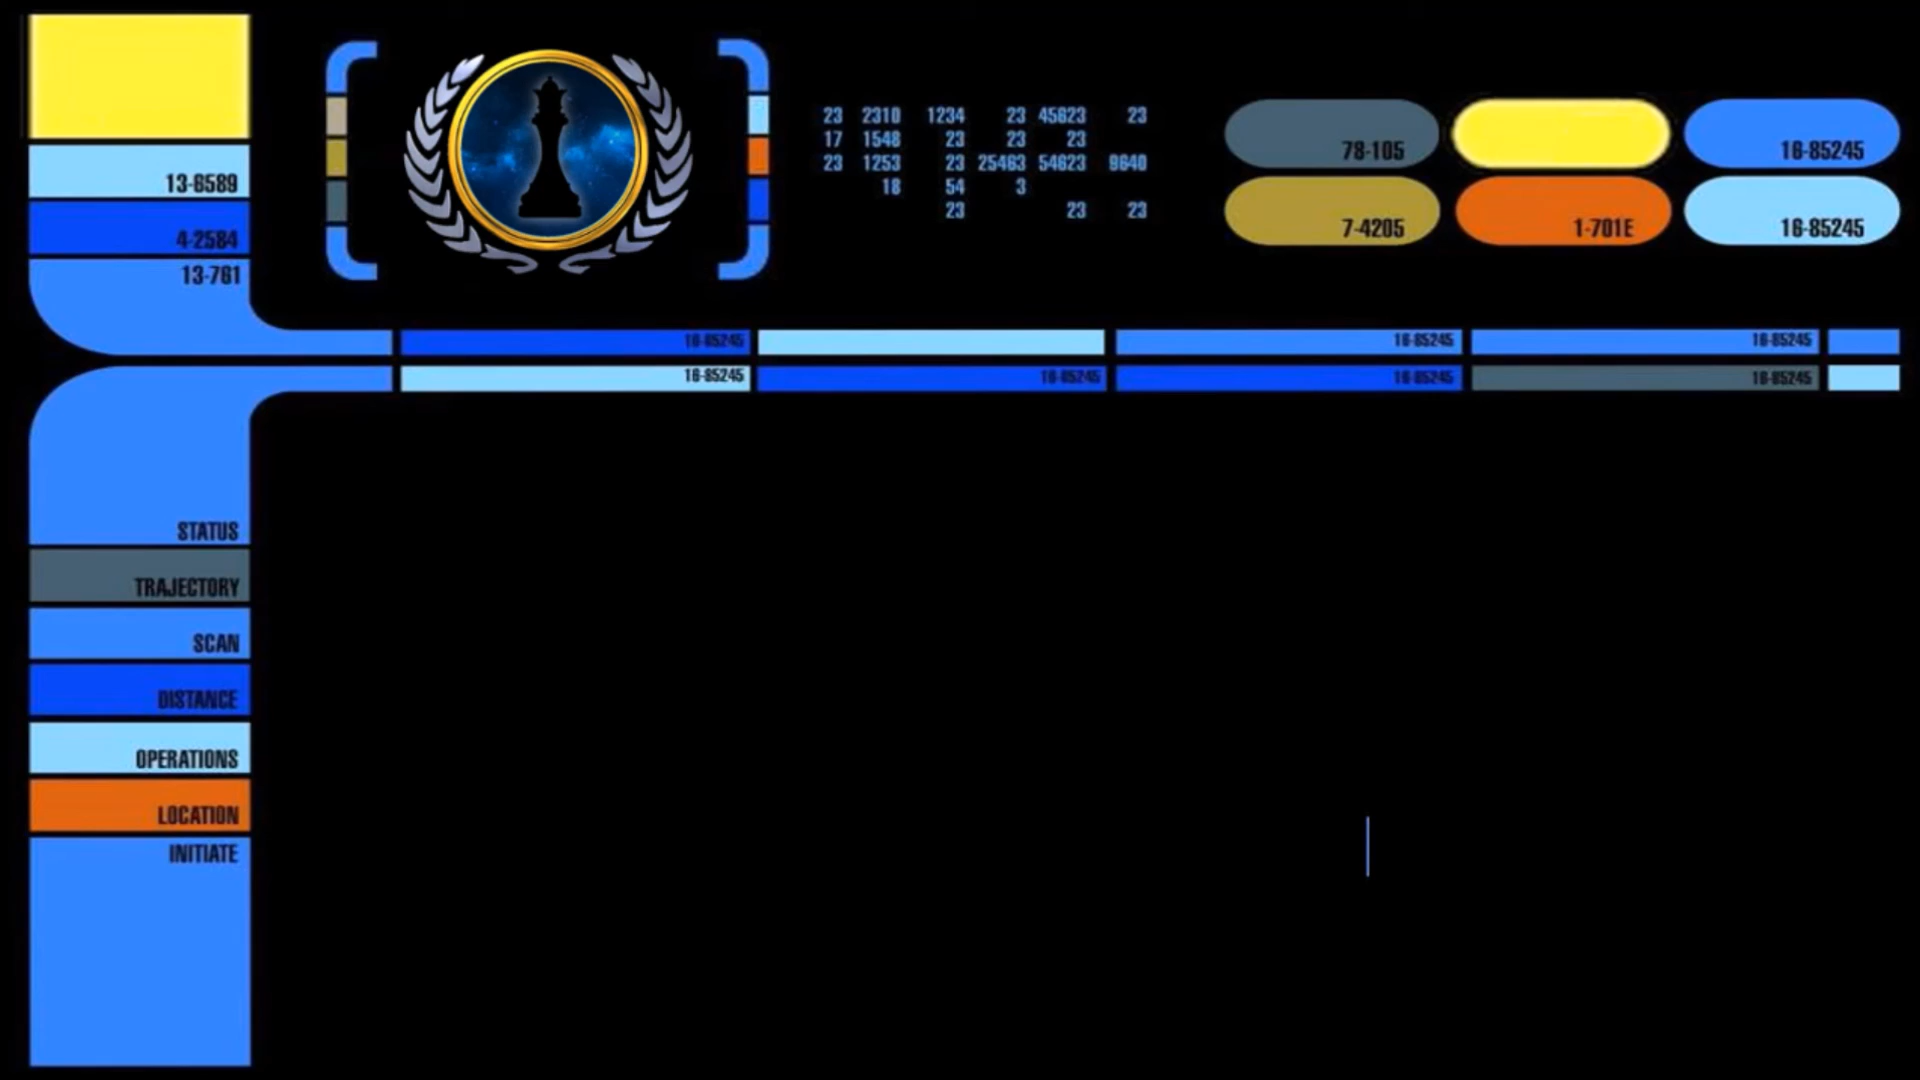 13-6589
4-2584
13-761
23 2310 1234 23 45623 23
17 1548 23 23 23
23 1253 23 25463 54623 9640
18 54 3
23 23 23
78-105
16-85245
7-4205
1-701E
16-85245
16-85245
16-85245
16-85245
16-85245
16-85245
16-85245
16-85245
STATUS
TRAJECTORY
SCAN
DISTANCE
OPERATIONS
LOCATION
INITIATE